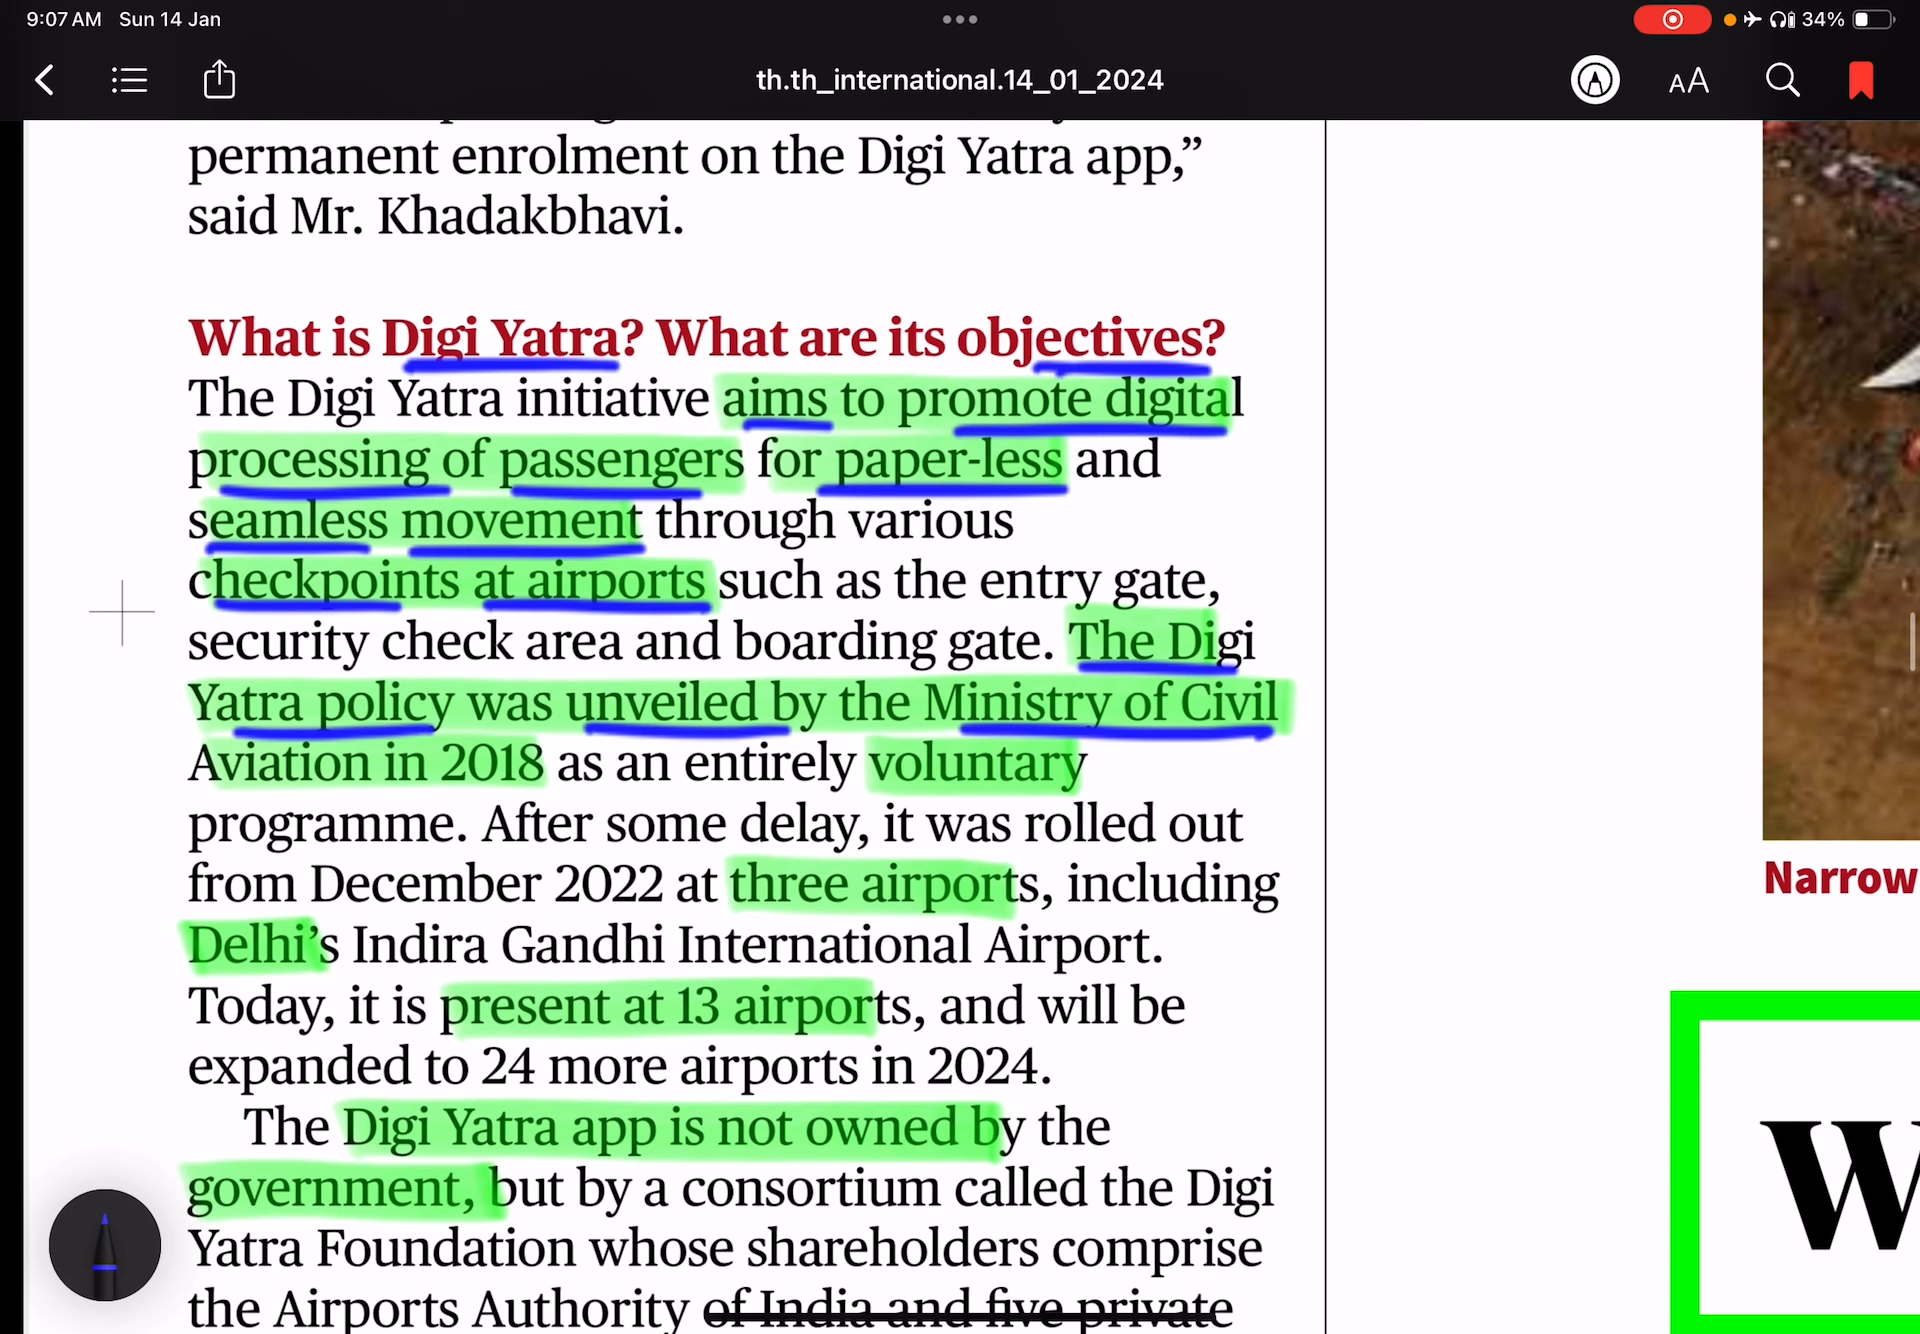 9:07 AM Sun 14 Jan
34%
th.th_international.14_01_2024
AA
permanent enrolment on the Digi Yatra app,”
said Mr. Khadakbhavi.
What is Digi Yatra? What are its objectives?
The Digi Yatra initiative aims to promote digital
processing of passengers for paper-less and
seamless movement through various
checkpoints at airports such as the entry gate,
security check area and boarding gate. The Digi
Yatra policy was unveiled by the Ministry of Civil
Aviation in 2018 as an entirely voluntary
programme. After some delay, it was rolled out
from December 2022 at three airports, including
Delhi’s Indira Gandhi International Airport.
Today, it is present at 13 airports, and will be
expanded to 24 more airports in 2024.
The Digi Yatra app is not owned by the
government, but by a consortium called the Digi
Yatra Foundation whose shareholders comprise
the Airports Authority of India and five private
Narrow
W